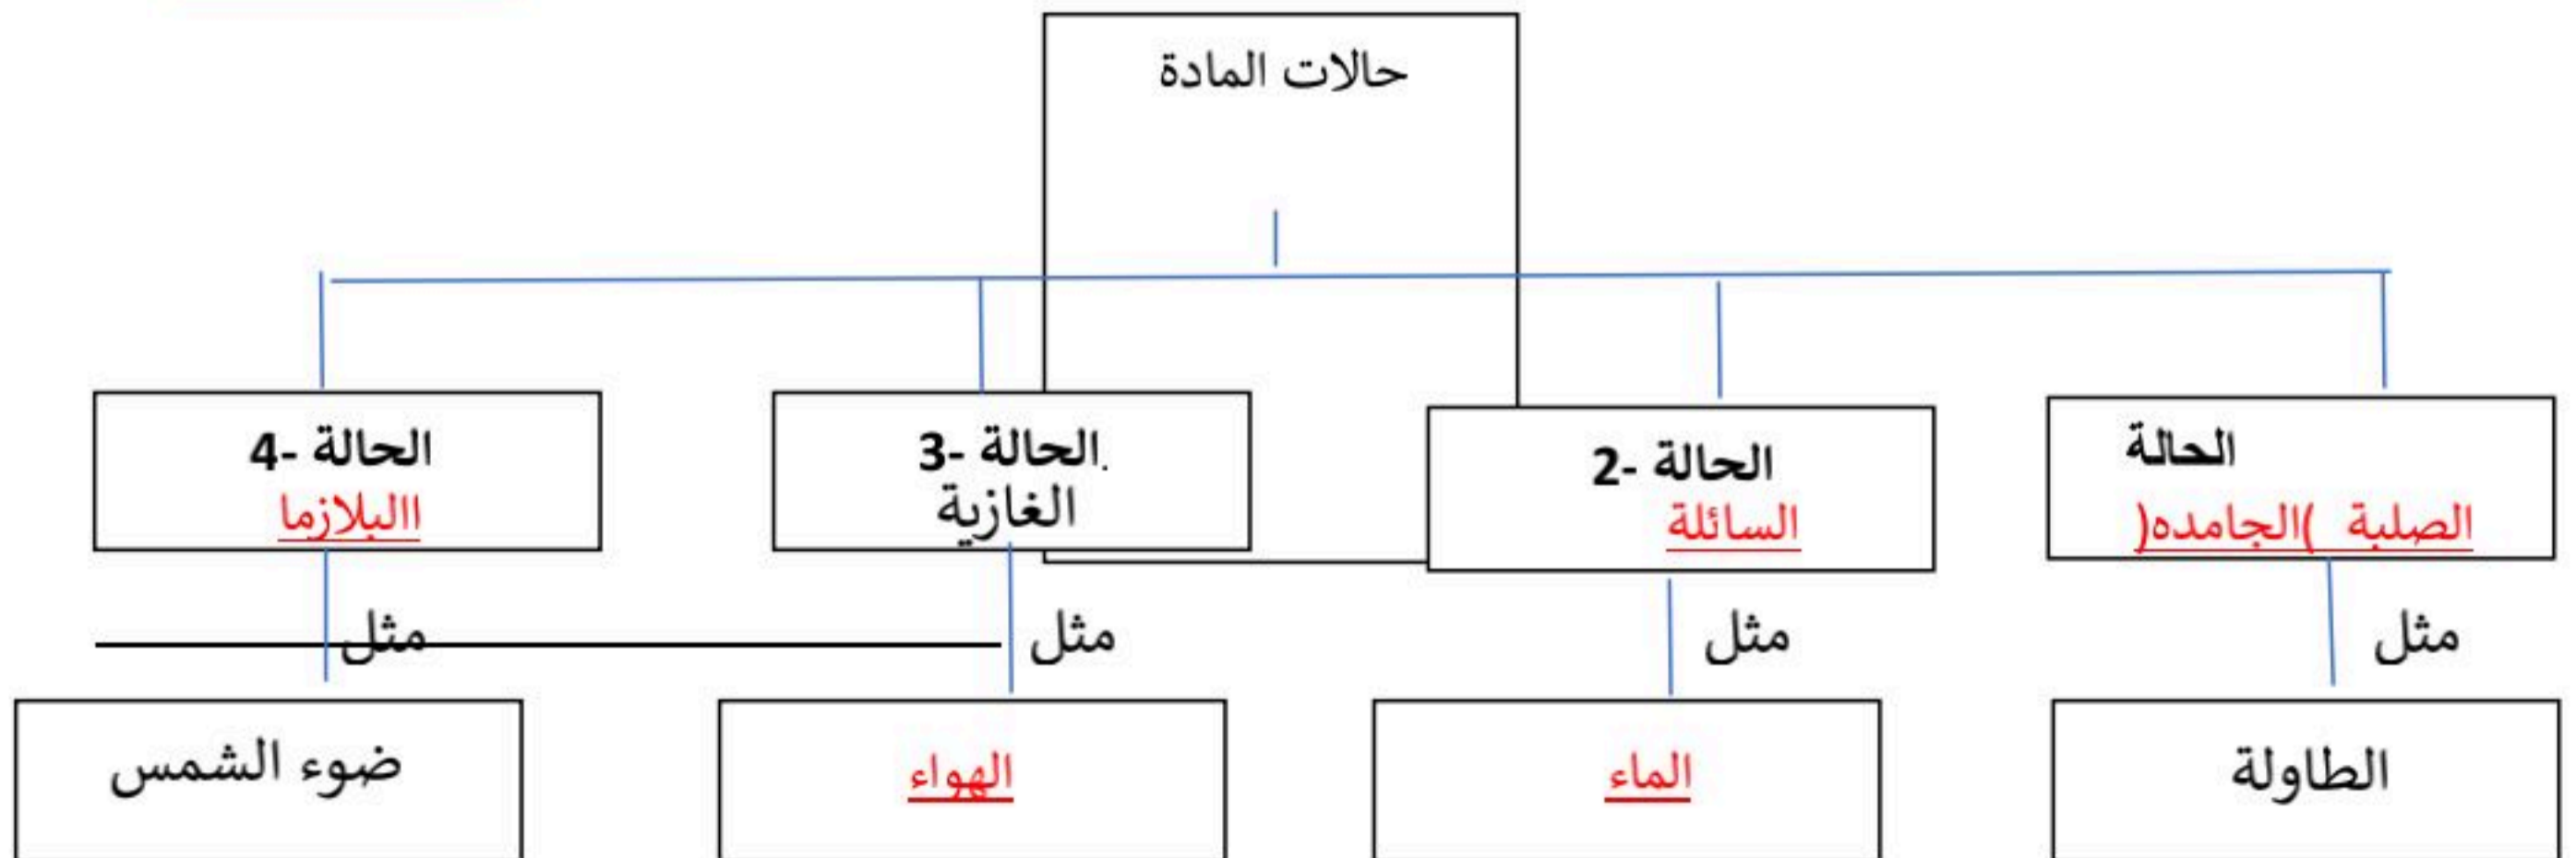 حالات المادة
الحالة
الصلبة )الجامده(
2- الحالة
السائلة
3- الحالة.
الغازية
4- الحالة
االبلازما
مثل
مثل
مثل
مثل
الطاولة
الماء
الهواء
ضوء الشمس